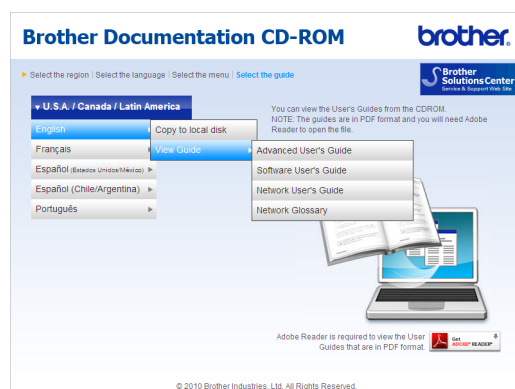 Brother Documentation CD-ROM
brother
Select the region | Select the language | Select the menu | Select the guide
Brother
Solutions Center
Service & Support Web Site
U.S.A. / Canada / Latin America
You can view the User's Guides from the CDROM.
NOTE: The guides are in PDF format and you will need Adobe
Reader to open the file.
English
Copy to local disk
Français
View Guide
Advanced User's Guide
Español (Estados Unidos/México)
Software User's Guide
Español (Chile/Argentina)
Network User's Guide
Português
Network Glossary
Adobe Reader is required to view the User
Guides that are in PDF format.
Get
ADOBE® READER®
© 2010 Brother Industries, Ltd. All Rights Reserved.